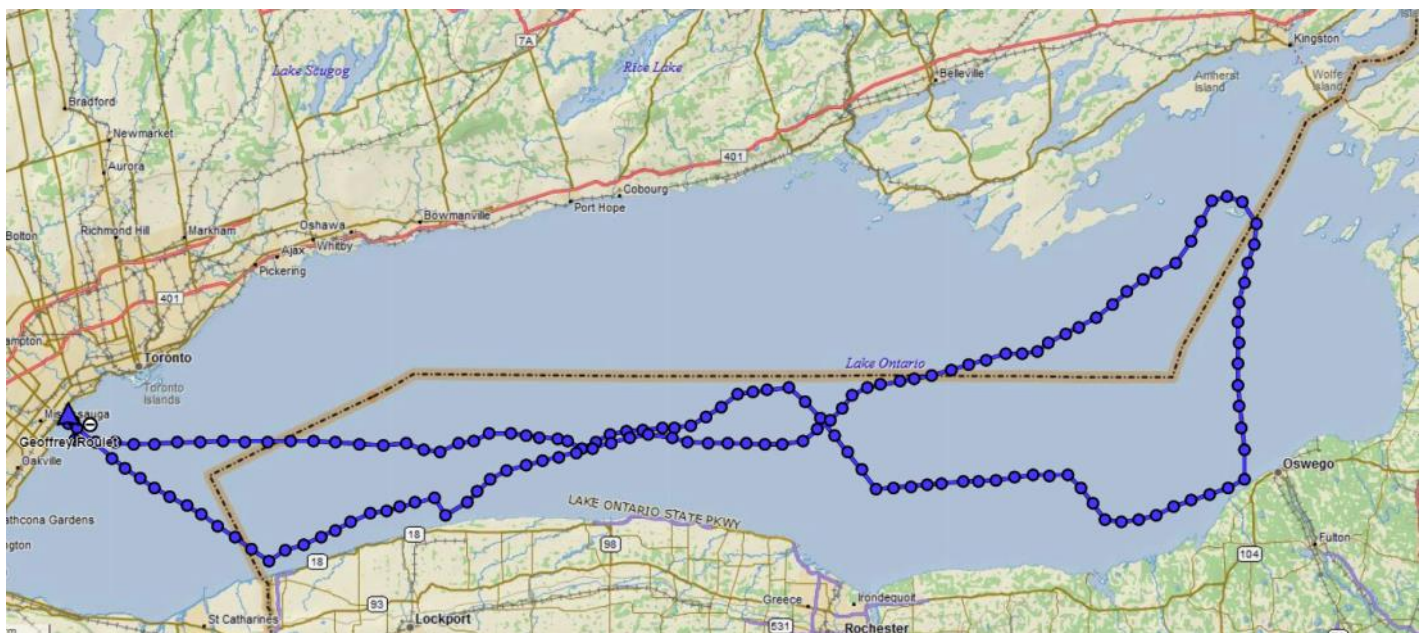 7A
Kingston
Lake Scugog
Rice Lake
Belleville
Amherst
Island
Wolfe
Island
Bradford
Newmarket
Aurora
401
Cobourg
Port Hope
Bowmanville
Oshawa
Whitby
Richmond Hill
Markham
Bolton
Ajax
Pickering
401
Toronto
Toronto
Islands
Lake Ontario
Geoffrey Roulet
Oakville
Oswego
LAKE ONTARIO STATE PKWY
18
18
98
104
Fulton
93
Greece
Irondequoit
St Catharines
Lockport
531
Rochester